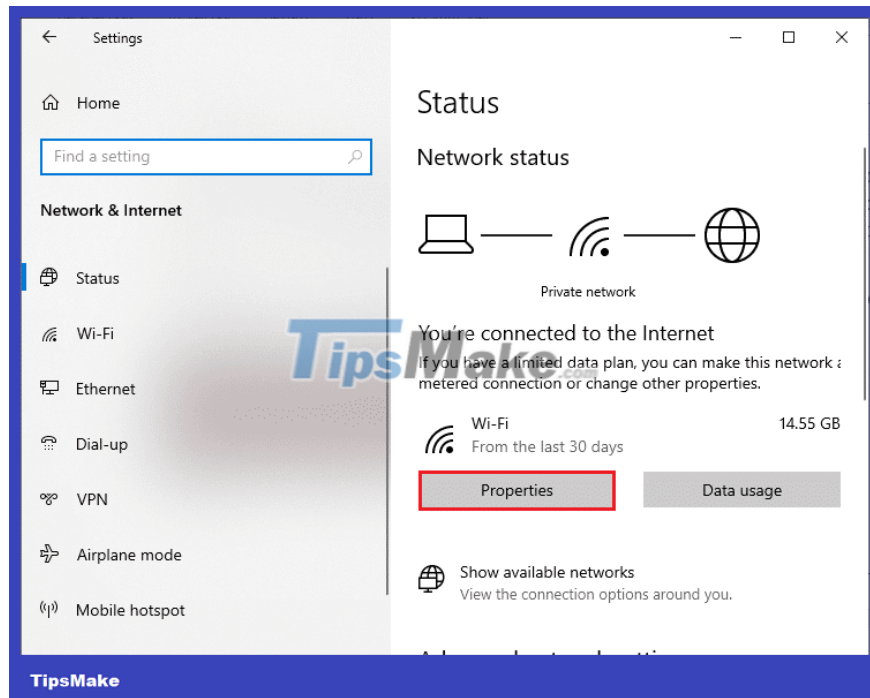 Settings
Home
Find a setting
Network & Internet
Status
Wi-Fi
Ethernet
Dial-up
VPN
Airplane mode
Mobile hotspot
Status
Network status
Private network
You're connected to the Internet
If you have a limited data plan, you can make this network a
metered connection or change other properties.
TipsMake.com
Wi-Fi
14.55 GB
From the last 30 days
Properties
Data usage
Show available networks
View the connection options around you.
TipsMake